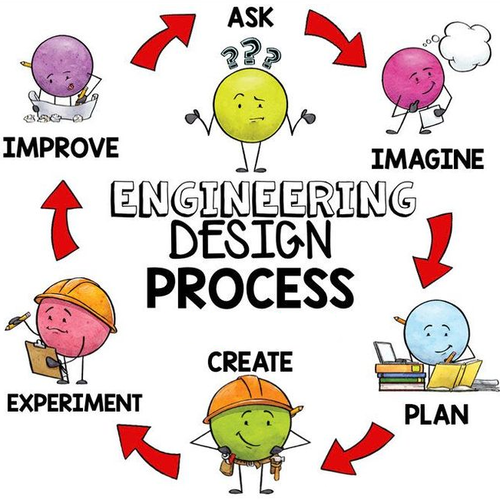 ASK
???
IMAGINE
PLAN
CREATE
EXPERIMENT
IMPROVE
ENGINEERING
DESIGN
PROCESS